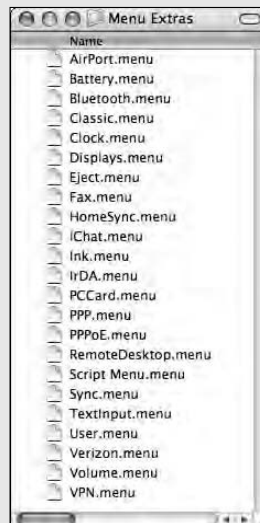 Menu Extras
Name
AirPort.menu
Battery.menu
Bluetooth.menu
Classic.menu
Clock.menu
Displays.menu
Eject.menu
Fax.menu
HomeSync.menu
iChat.menu
Ink.menu
IrDA.menu
PCCard.menu
PPP.menu
PPPoE.menu
RemoteDesktop.menu
Script Menu.menu
Sync.menu
TextInput.menu
User.menu
Verizon.menu
Volume.menu
VPN.menu